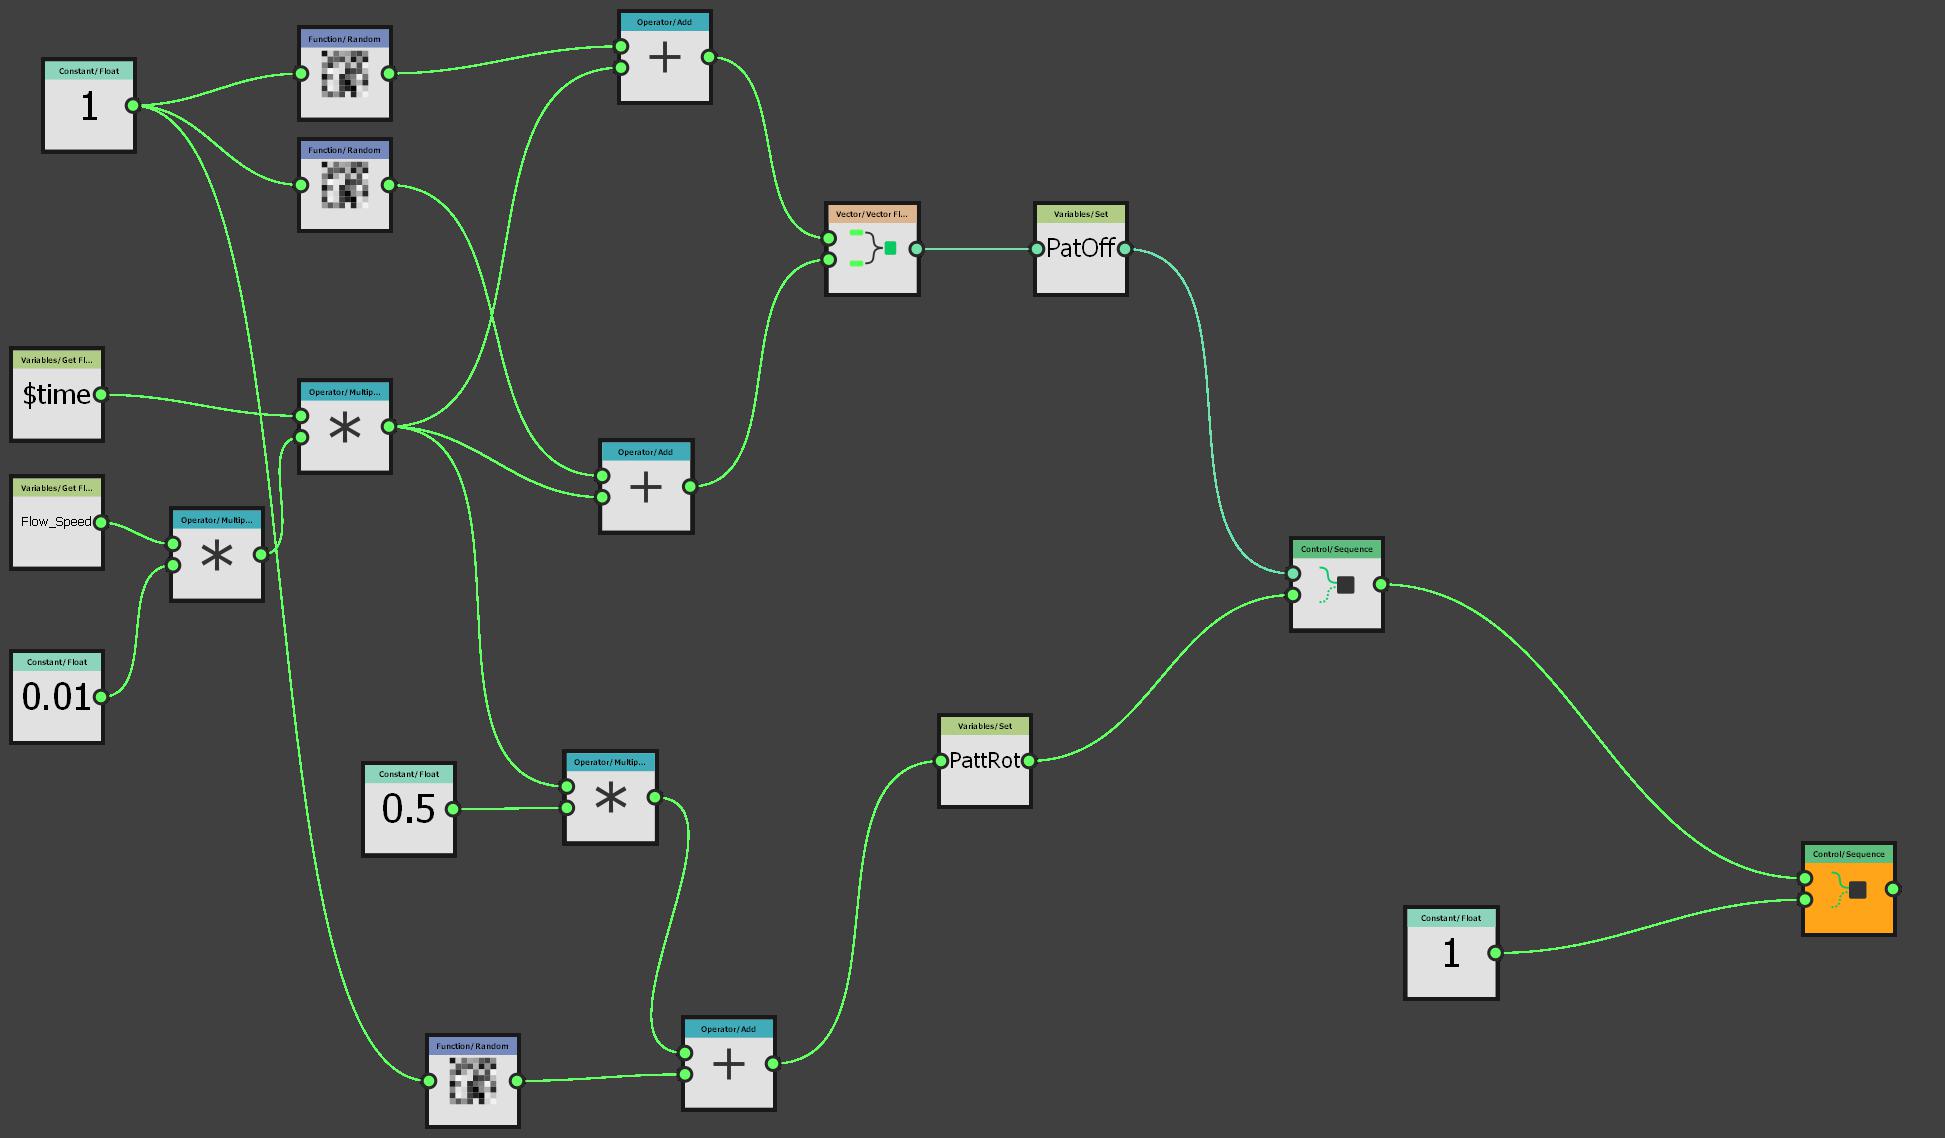 Operator/Add
+
Function/Random
Constant/Float
1
Function/Random
Vector/Vector Fl...
Variables/Set
PatOff
Variables/Get Fl...
$time
Operator/Multip...
*
Operator/Add
+
Variables/Get Fl...
Flow_Speed
Operator/Multip...
*
Control/Sequence
Constant/Float
0.01
Variables/Set
PattRot
Operator/Multip...
*
Constant/Float
0.5
Control/Sequence
Constant/Float
1
Operator/Add
+
Function/Random